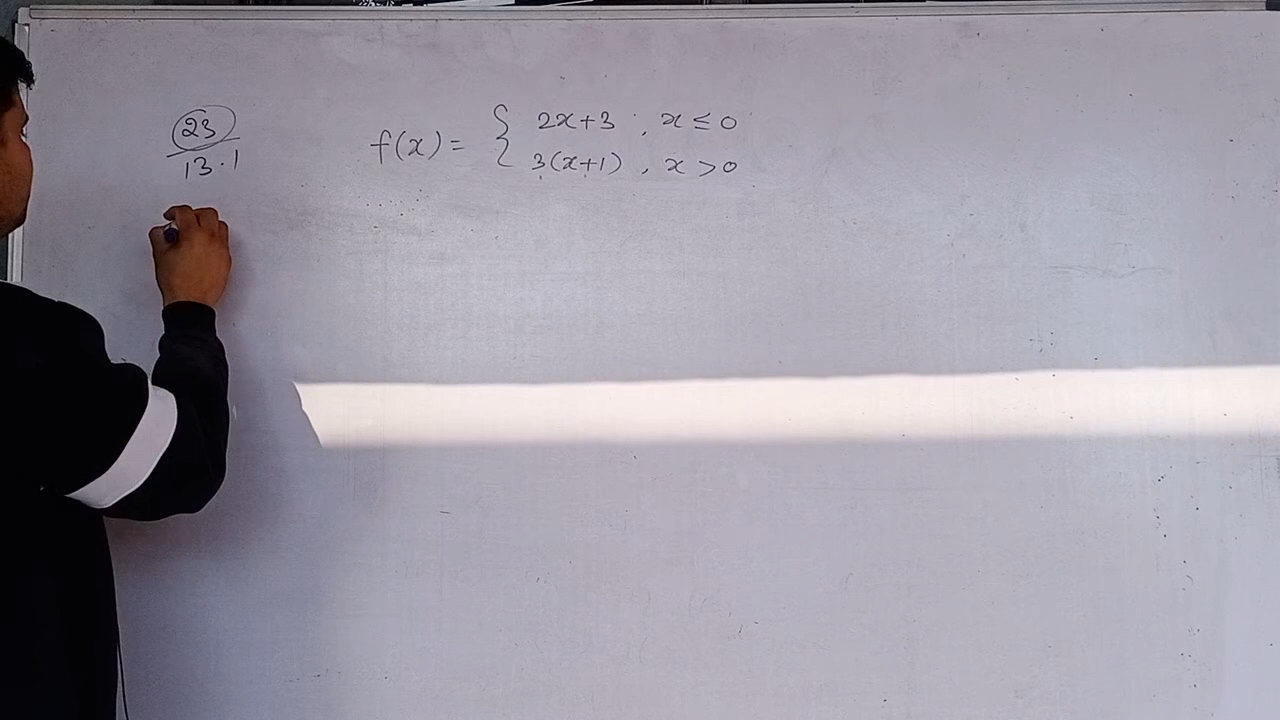 23
13.1
f(x) = { 2x+3 , x ≤ 0
3(x+1) , x > 0